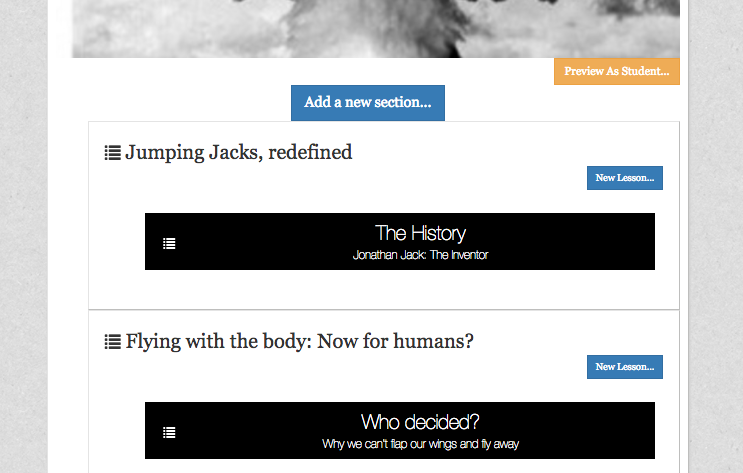 Preview As Student...
Add a new section...
Jumping Jacks, redefined
New Lesson...
The History
Jonathan Jack: The Inventor
Flying with the body: Now for humans?
New Lesson...
Who decided?
Why we can't flap our wings and fly away